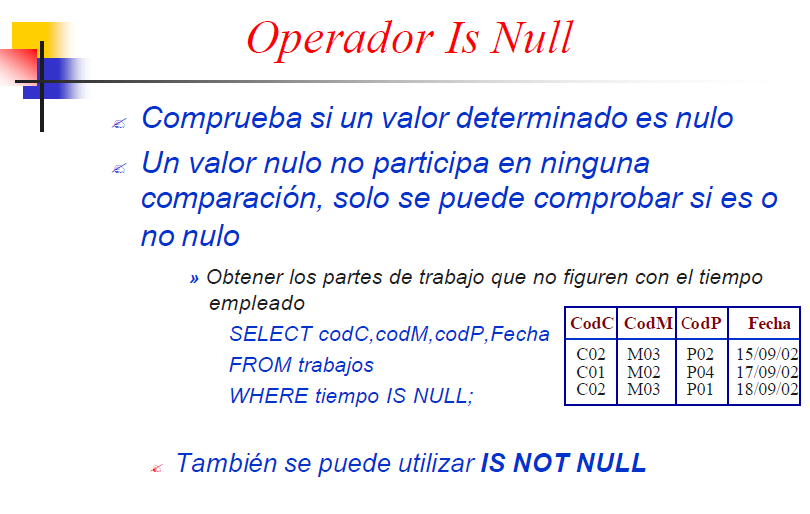 Operador Is Null
Comprueba si un valor determinado es nulo
Un valor nulo no participa en ninguna
comparación, solo se puede comprobar si es o
no nulo
» Obtener los partes de trabajo que no figuren con el tiempo
empleado
SELECT codC,codM,codP,Fecha
FROM trabajos
WHERE tiempo IS NULL;
CodC CodM CodP Fecha
C02 M03 P02 15/09/02
C01 M02 P04 17/09/02
C02 M03 P01 18/09/02
También se puede utilizar IS NOT NULL